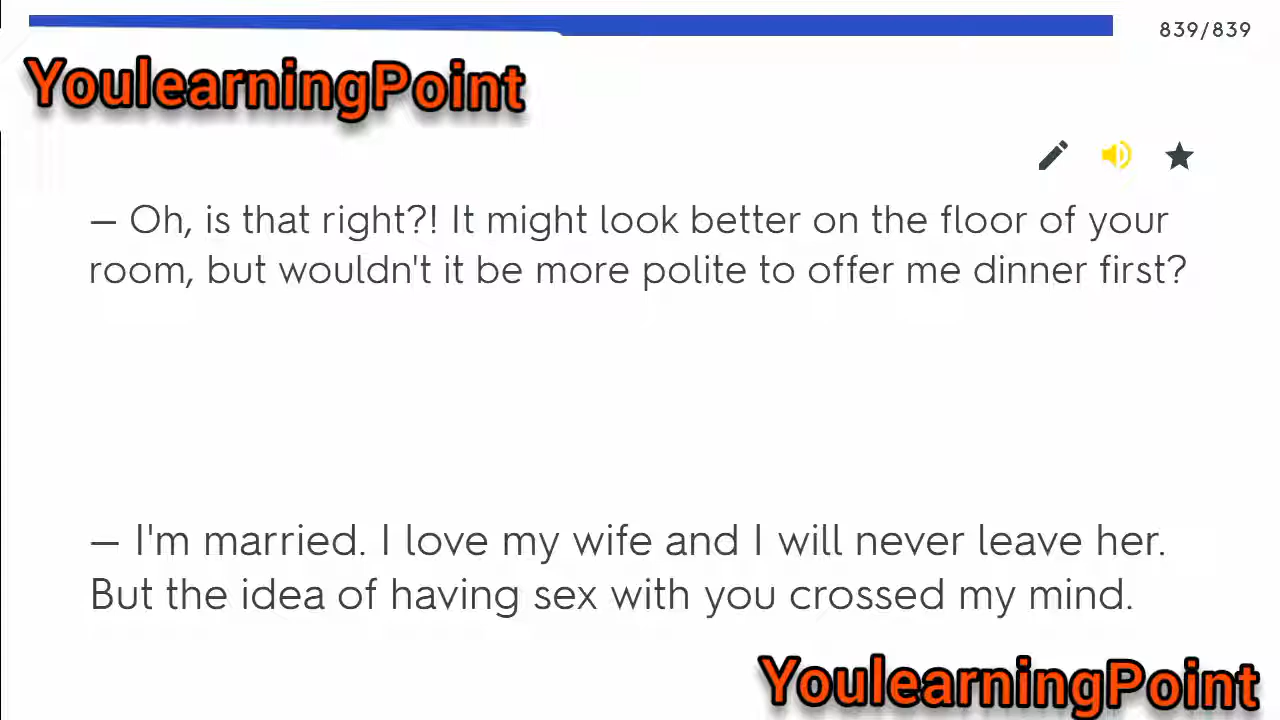 839/839
YoulearningPoint
– Oh, is that right?! It might look better on the floor of your
room, but wouldn't it be more polite to offer me dinner first?
– I'm married. I love my wife and I will never leave her.
But the idea of having sex with you crossed my mind.
YoulearningPoint